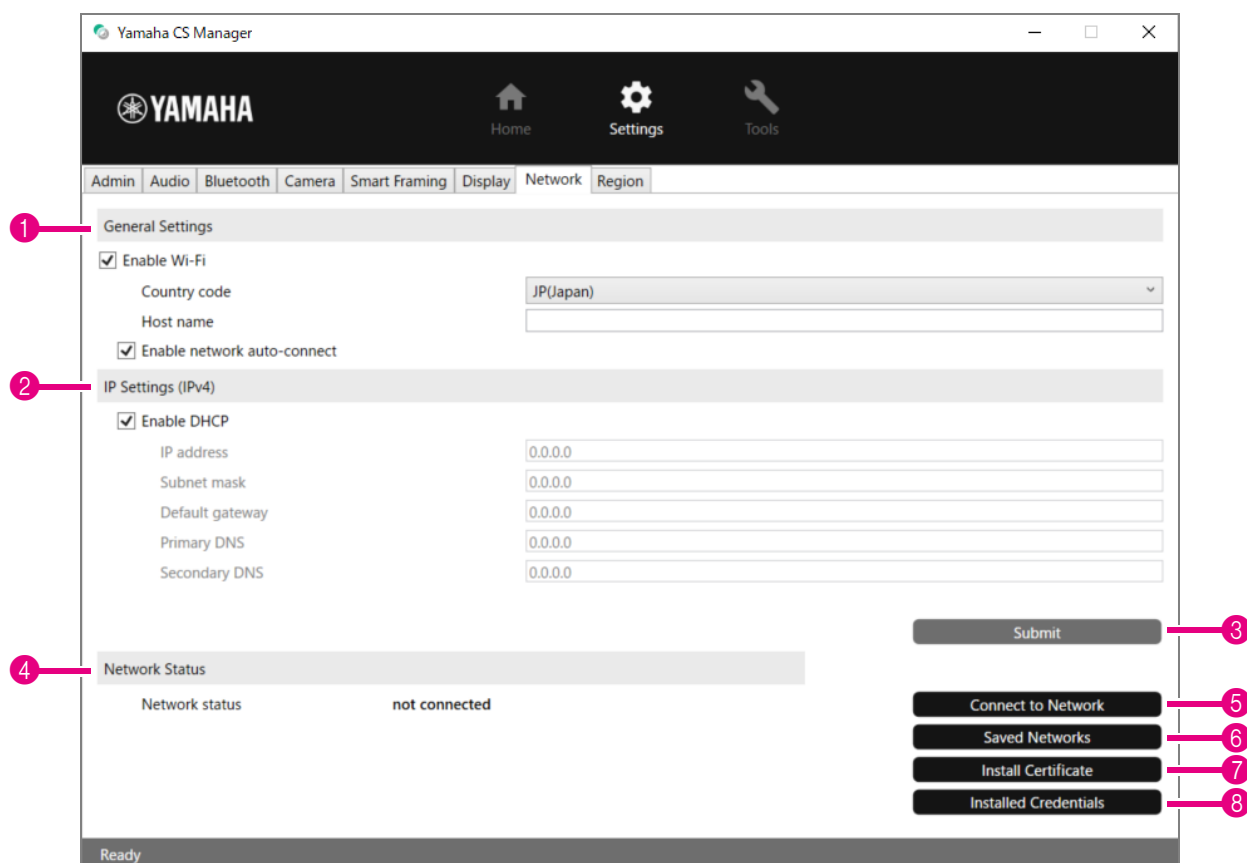 Yamaha CS Manager
YAMAHA
Home
Settings
Tools
Admin Audio Bluetooth Camera Smart Framing Display Network Region
1 General Settings
Enable Wi-Fi
Country code JP(Japan)
Host name
Enable network auto-connect
2 IP Settings (IPv4)
Enable DHCP
IP address 0.0.0.0
Subnet mask 0.0.0.0
Default gateway 0.0.0.0
Primary DNS 0.0.0.0
Secondary DNS 0.0.0.0
Submit 3
4 Network Status
Network status not connected
Connect to Network 5
Saved Networks 6
Install Certificate 7
Installed Credentials 8
Ready